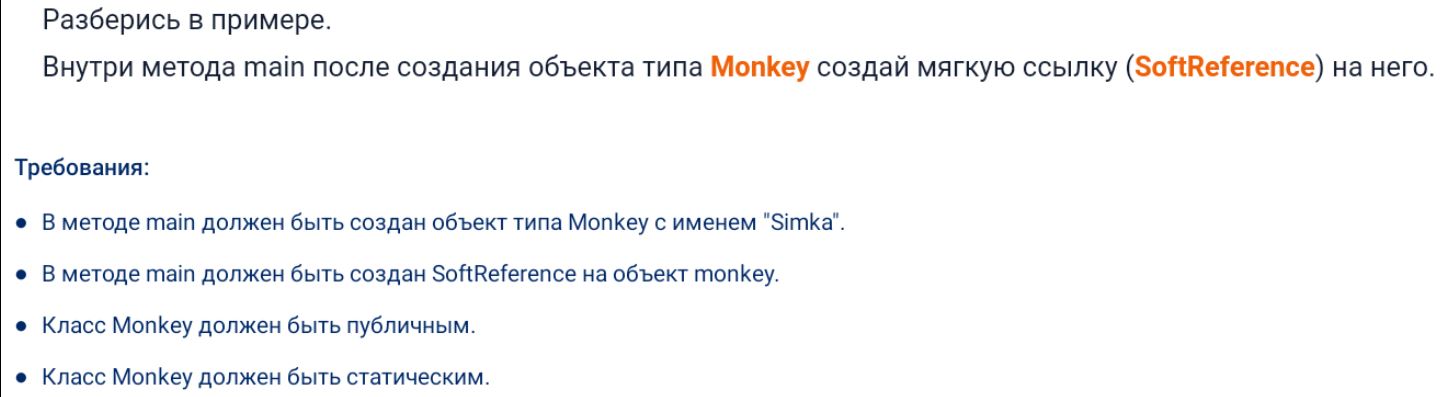 Разберись в примере.
Внутри метода main после создания объекта типа Monkey создай мягкую ссылку (SoftReference) на него.
Требования:
● В методе main должен быть создан объект типа Monkey с именем "Simka".
● В методе main должен быть создан SoftReference на объект monkey.
● Класс Monkey должен быть публичным.
● Класс Monkey должен быть статическим.